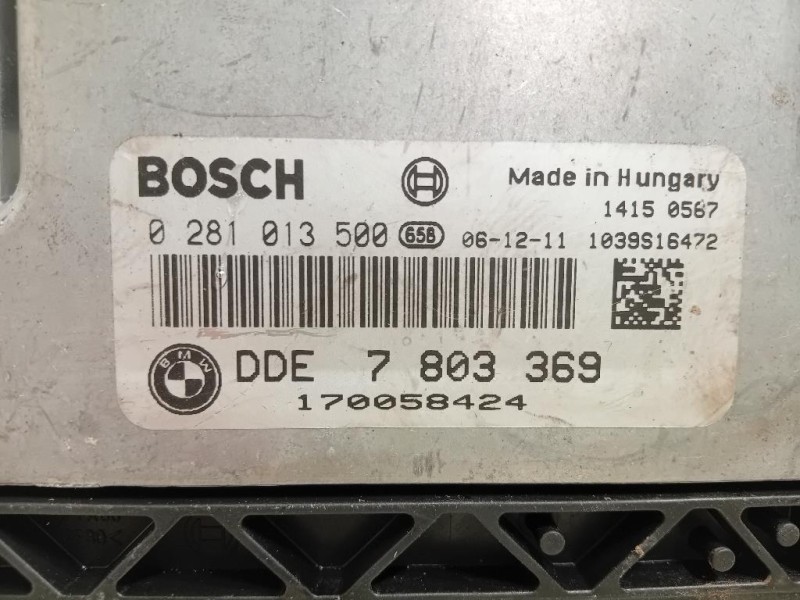 BOSCH
Made in Hungary
1415 0567
0 281 013 500 658 06-12-11 1039S16472
BMW DDE 7 803 369
170058424